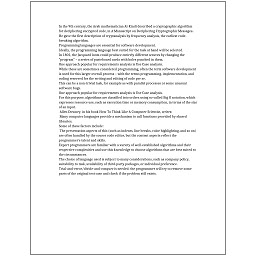 In the 9th century, the Arab mathematician Al-Kindi described a cryptographic algorithm
for deciphering encrypted code, in A Manuscript on Deciphering Cryptographic Messages.
He gave the first description of cryptanalysis by frequency analysis, the earliest code-
breaking algorithm.
Programming languages are essential for software development.
Ideally, the programming language best suited for the task at hand will be selected.
In 1801, the Jacquard loom could produce entirely different weaves by changing the
"program" – a series of pasteboard cards with holes punched in them.
One approach popular for requirements analysis is Use Case analysis.
While these are sometimes considered programming, often the term software development
is used for this larger overall process – with the terms programming, implementation, and
coding reserved for the writing and editing of code per se.
This can be a non-trivial task, for example as with parallel processes or some unusual
software bugs.
One approach popular for requirements analysis is Use Case analysis.
For this purpose, algorithms are classified into orders using so-called Big O notation, which
expresses resource use, such as execution time or memory consumption, in terms of the size
of an input.
Allen Downey, in his book How To Think Like A Computer Scientist, writes:
Many computer languages provide a mechanism to call functions provided by shared
libraries.
Some of these factors include:
The presentation aspects of this (such as indents, line breaks, color highlighting, and so on)
are often handled by the source code editor, but the content aspects reflect the
programmer's talent and skills.
Expert programmers are familiar with a variety of well-established algorithms and their
respective complexities and use this knowledge to choose algorithms that are best suited to
the circumstances.
The choice of language used is subject to many considerations, such as company policy,
suitability to task, availability of third-party packages, or individual preference.
Trial-and-error/divide-and-conquer is needed: the programmer will try to remove some
parts of the original test case and check if the problem still exists.